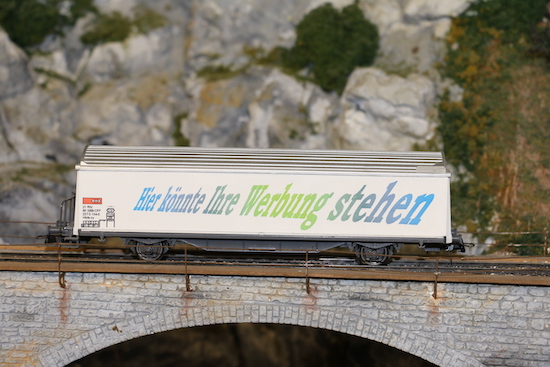 Hier könnte Ihre Werbung stehen